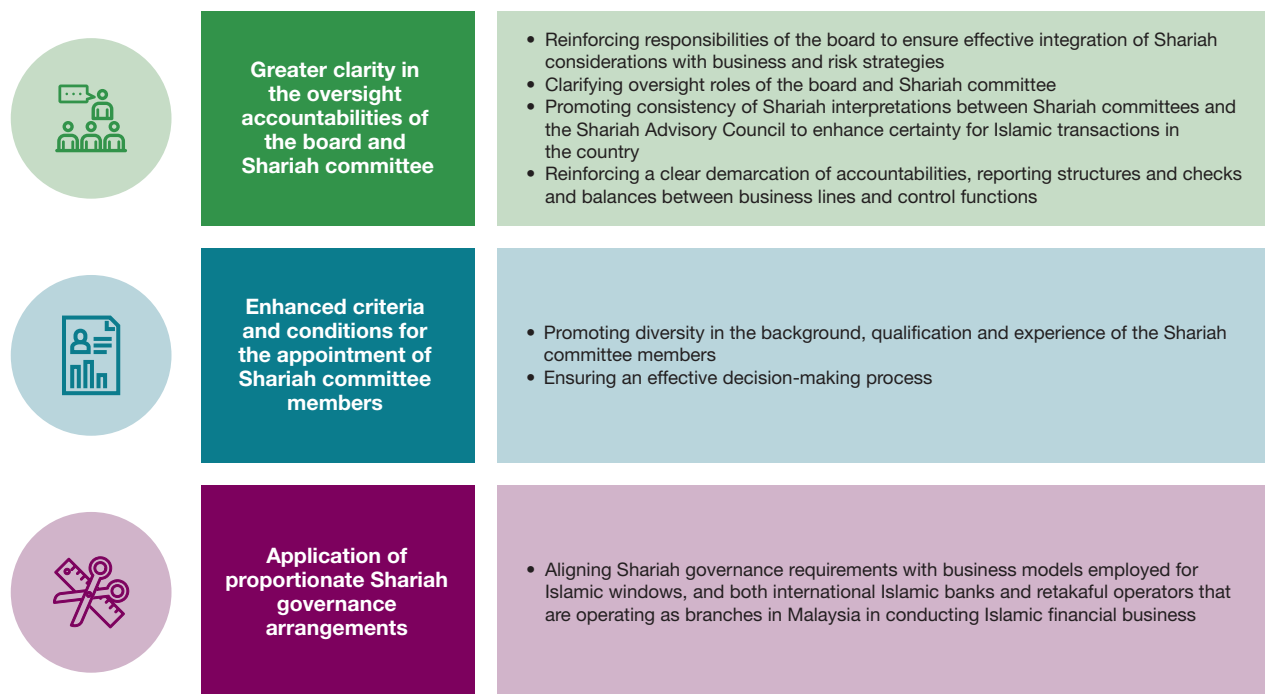 Greater clarity in
the oversight
accountabilities of
the board and
Shariah committee
• Reinforcing responsibilities of the board to ensure effective integration of Shariah
considerations with business and risk strategies
• Clarifying oversight roles of the board and Shariah committee
• Promoting consistency of Shariah interpretations between Shariah committees and
the Shariah Advisory Council to enhance certainty for Islamic transactions in
the country
• Reinforcing a clear demarcation of accountabilities, reporting structures and checks
and balances between business lines and control functions
Enhanced criteria
and conditions for
the appointment of
Shariah committee
members
• Promoting diversity in the background, qualification and experience of the Shariah
committee members
• Ensuring an effective decision-making process
Application of
proportionate Shariah
governance
arrangements
• Aligning Shariah governance requirements with business models employed for
Islamic windows, and both international Islamic banks and retakaful operators that
are operating as branches in Malaysia in conducting Islamic financial business